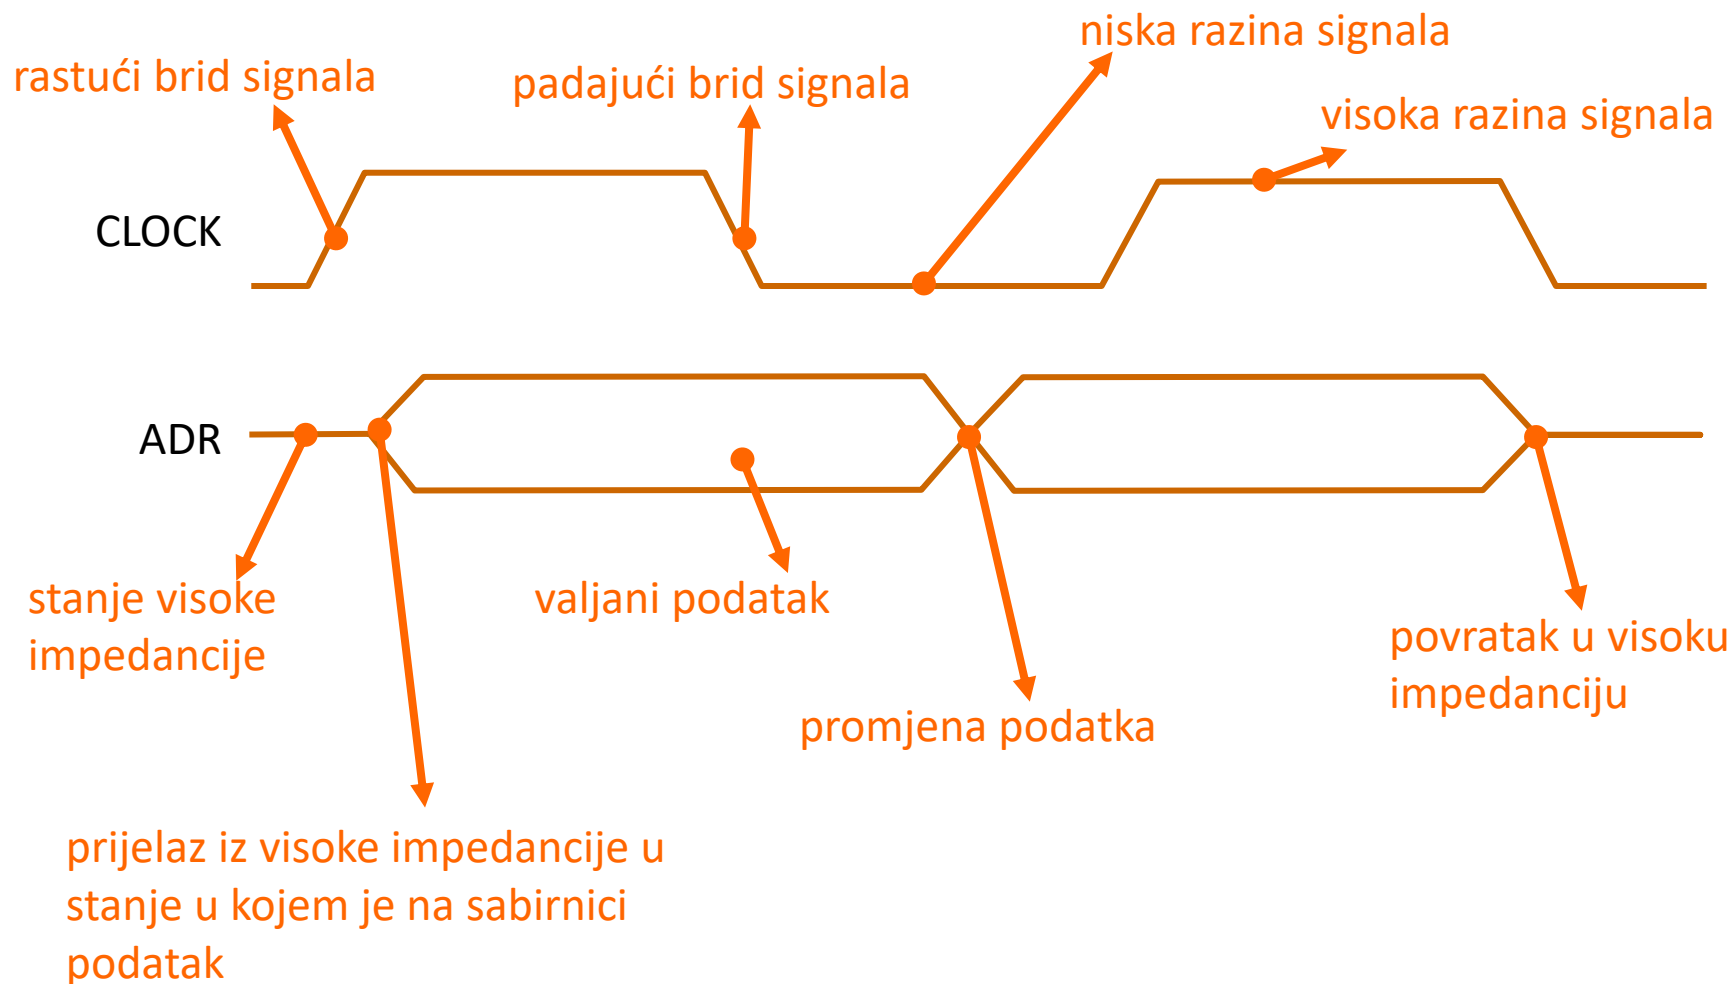 niska razina signala
rastući brid signala
padajući brid signala
visoka razina signala
CLOCK
ADR
stanje visoke
impedancije
valjani podatak
povratak u visoku
impedanciju
promjena podatka
prijelaz iz visoke impedancije u
stanje u kojem je na sabirnici
podatak